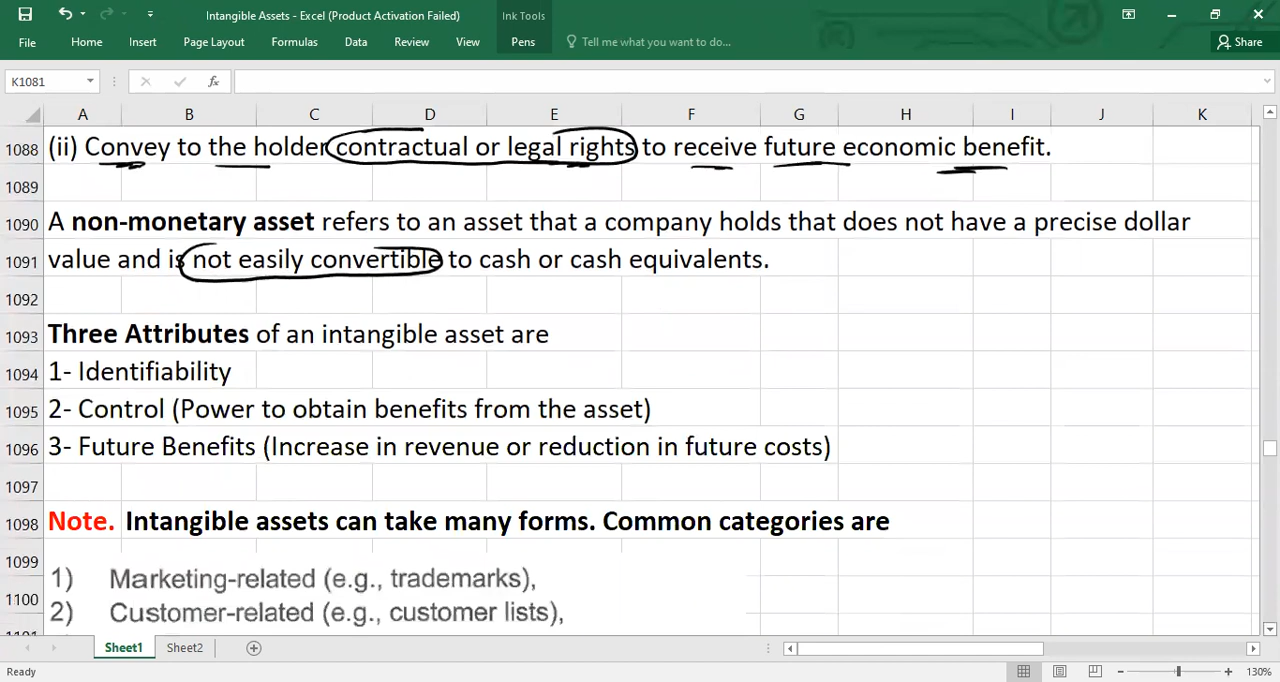 Intangible Assets - Excel (Product Activation Failed)
Ink Tools
File Home Insert Page Layout Formulas Data Review View Pens Tell me what you want to do... Share
K1081 fx
A B C D E F G H I J K
1088 (ii) Convey to the holder contractual or legal rights to receive future economic benefit.
1089
1090 A non-monetary asset refers to an asset that a company holds that does not have a precise dollar
1091 value and is not easily convertible to cash or cash equivalents.
1092
1093 Three Attributes of an intangible asset are
1094 1- Identifiability
1095 2- Control (Power to obtain benefits from the asset)
1096 3- Future Benefits (Increase in revenue or reduction in future costs)
1097
1098 Note. Intangible assets can take many forms. Common categories are
1099
1) Marketing-related (e.g., trademarks),
1100
2) Customer-related (e.g., customer lists),
Sheet1 Sheet2
Ready 130%